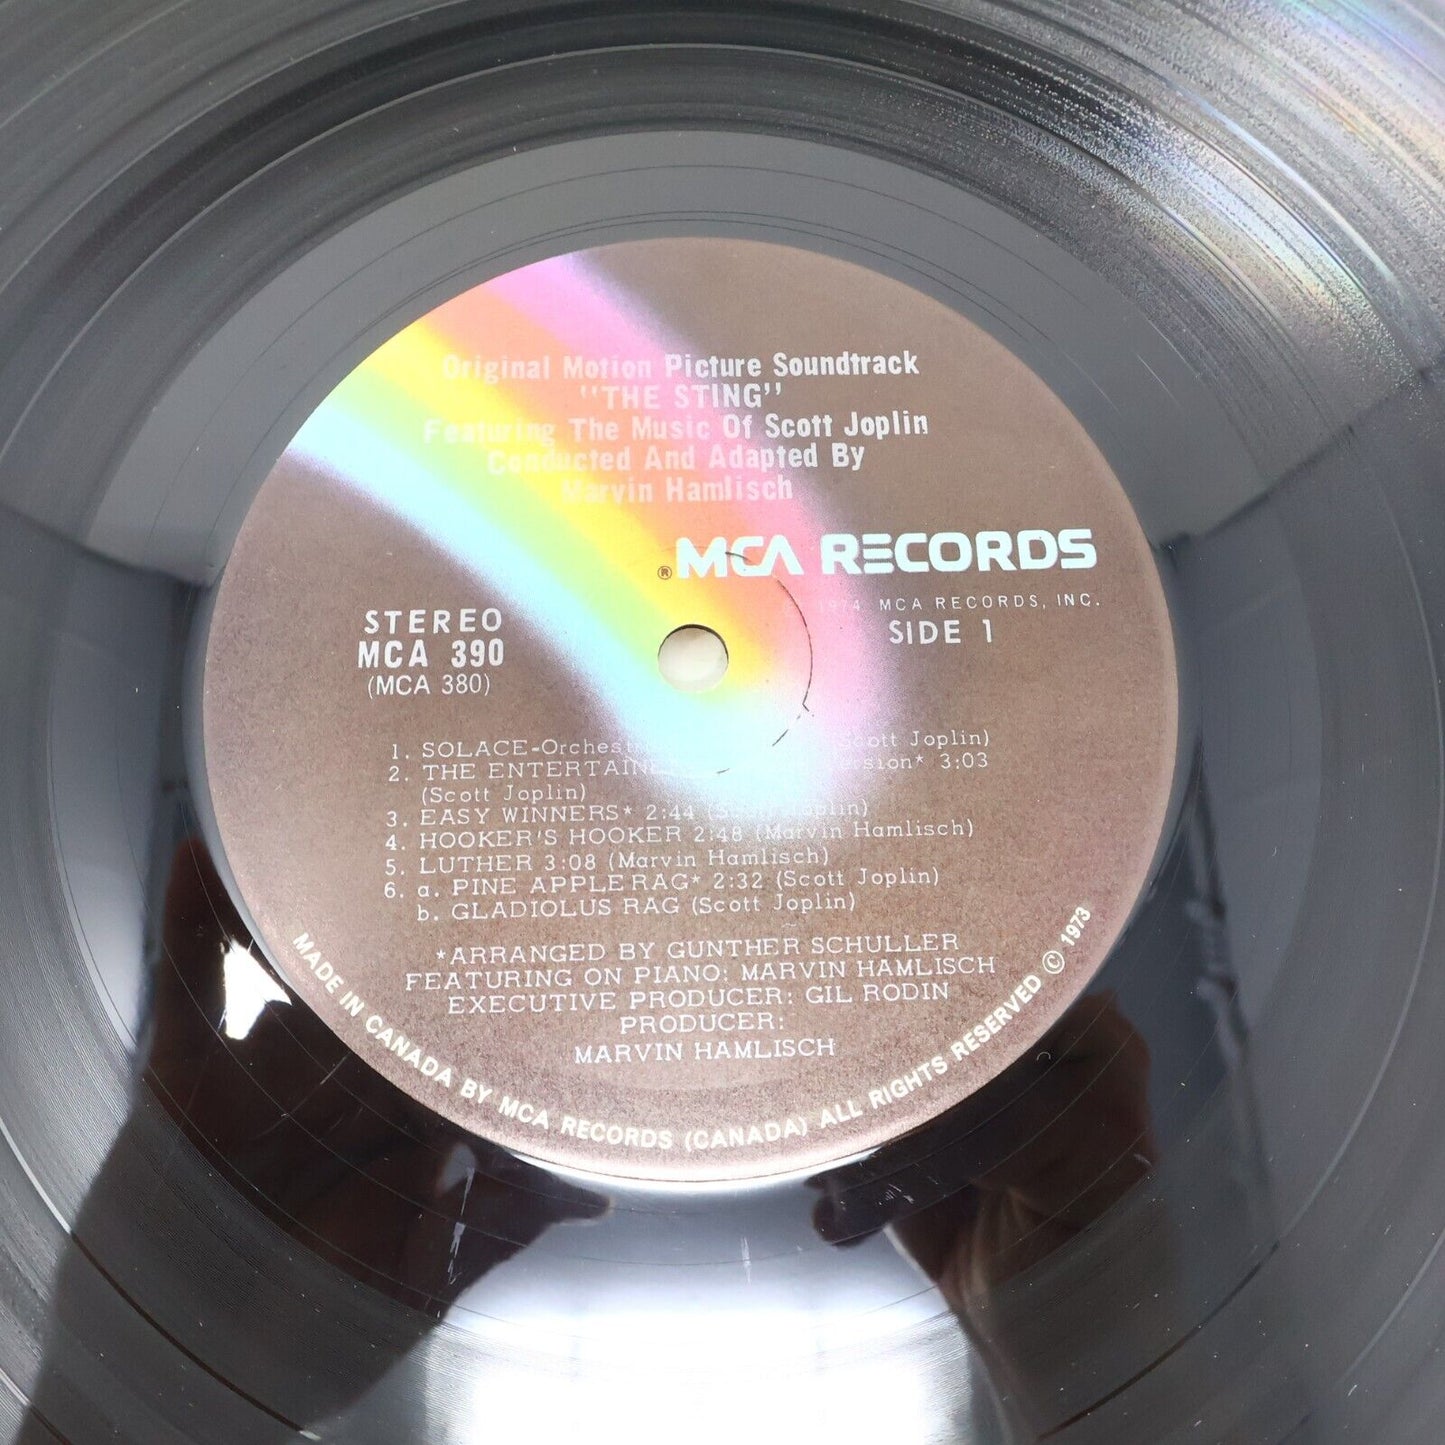 Original Motion Picture Soundtrack
"THE STING"
Featuring The Music Of Scott Joplin
Conducted And Adapted By
Marvin Hamlisch
® MCA RECORDS
1974 MCA RECORDS, INC.
STEREO
MCA 390
(MCA 380)
SIDE 1
1. SOLACE- Joplin)
2. THE 3:03
(Scott Joplin)
3. EASY WINNERS* 2:44 (Scott Joplin)
4. HOOKER'S HOOKER 2:48 (Marvin Hamlisch)
5. LUTHER 3:08 (Marvin Hamlisch)
6. a. PINE APPLE RAG* 2:32 (Scott Joplin)
b. GLADIOLUS RAG (Scott Joplin)
*ARRANGED BY GUNTHER SCHULLER
FEATURING ON PIANO: MARVIN HAMLISCH
EXECUTIVE PRODUCER: GIL RODIN
PRODUCER:
MARVIN HAMLISCH
MADE IN CANADA BY MCA RECORDS (CANADA) ALL RIGHTS RESERVED © 1973